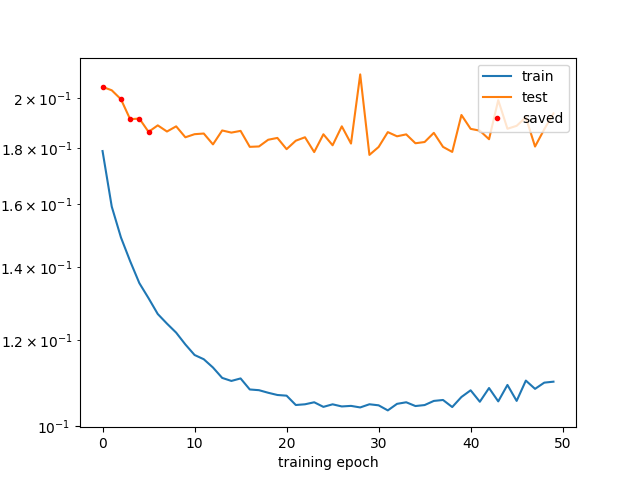 train
test
saved
2 × 10⁻¹
1.8 × 10⁻¹
1.6 × 10⁻¹
1.4 × 10⁻¹
1.2 × 10⁻¹
10⁻¹
0 10 20 30 40 50
training epoch